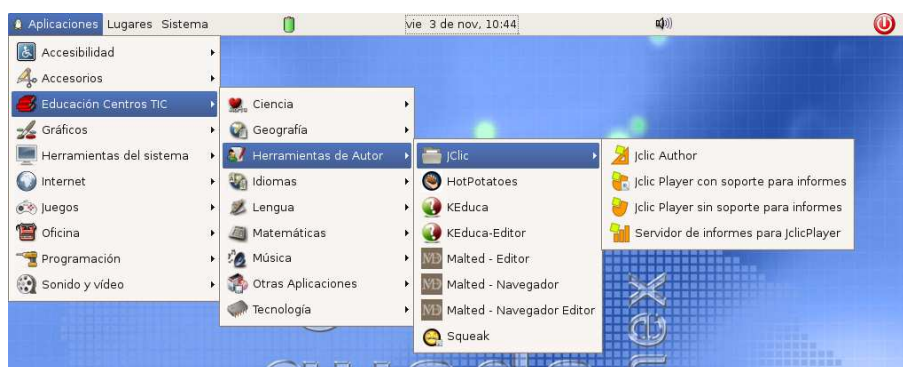 Aplicaciones Lugares Sistema
vie 3 de nov, 10:44
Accesibilidad
Accesorios
Educación Centros TIC
Gráficos
Herramientas del sistema
Internet
Juegos
Oficina
Programación
Sonido y vídeo
Ciencia
Geografía
Herramientas de Autor
Idiomas
Lengua
Matemáticas
Música
Otras Aplicaciones
Tecnología
JClic
HotPotatoes
KEduca
KEduca-Editor
Malted - Editor
Malted - Navegador
Malted - Navegador Editor
Squeak
Jclic Author
Jclic Player con soporte para informes
Jclic Player sin soporte para informes
Servidor de informes para JclicPlayer